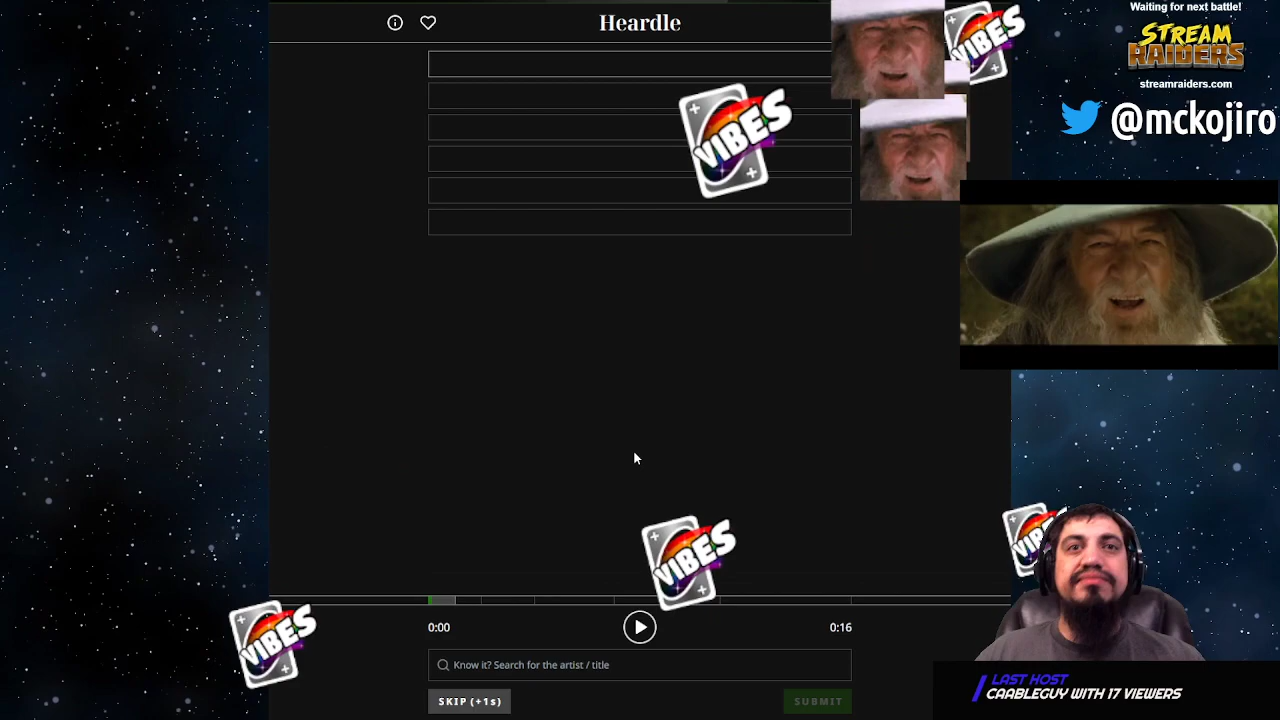 Heardle
VIBES
VIBES
Waiting for next battle!
STREAM
RAIDERS
streamraiders.com
@mckojiro
VIBES
VIBES
0:00
0:16
Know it? Search for the artist / title
SKIP (+1s)
SUBMIT
LAST HOST
CAABLEGUY WITH 17 VIEWERS